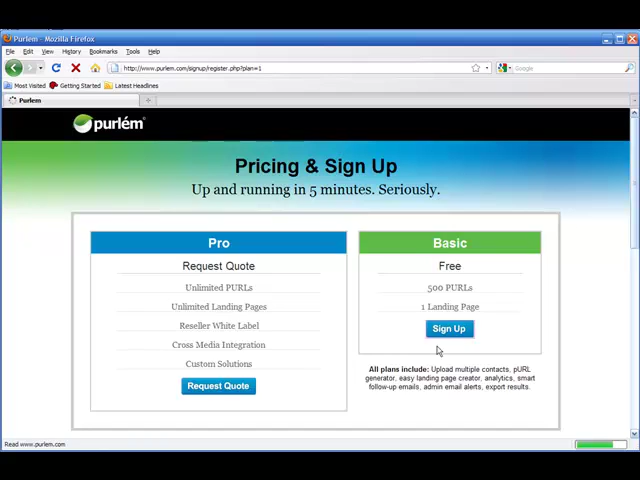 Purlem - Mozilla Firefox
File Edit View History Bookmarks Tools Help
http://www.purlem.com/signup/register.php?plan=1
Google
Most Visited Getting Started Latest Headlines
Purlem
purlém
Pricing & Sign Up
Up and running in 5 minutes. Seriously.
Pro
Request Quote
Unlimited PURLs
Unlimited Landing Pages
Reseller White Label
Cross Media Integration
Custom Solutions
Request Quote
Basic
Free
500 PURLs
1 Landing Page
Sign Up
All plans include: Upload multiple contacts, pURL
generator, easy landing page creator, analytics, smart
follow-up emails, admin email alerts, export results.
Read www.purlem.com